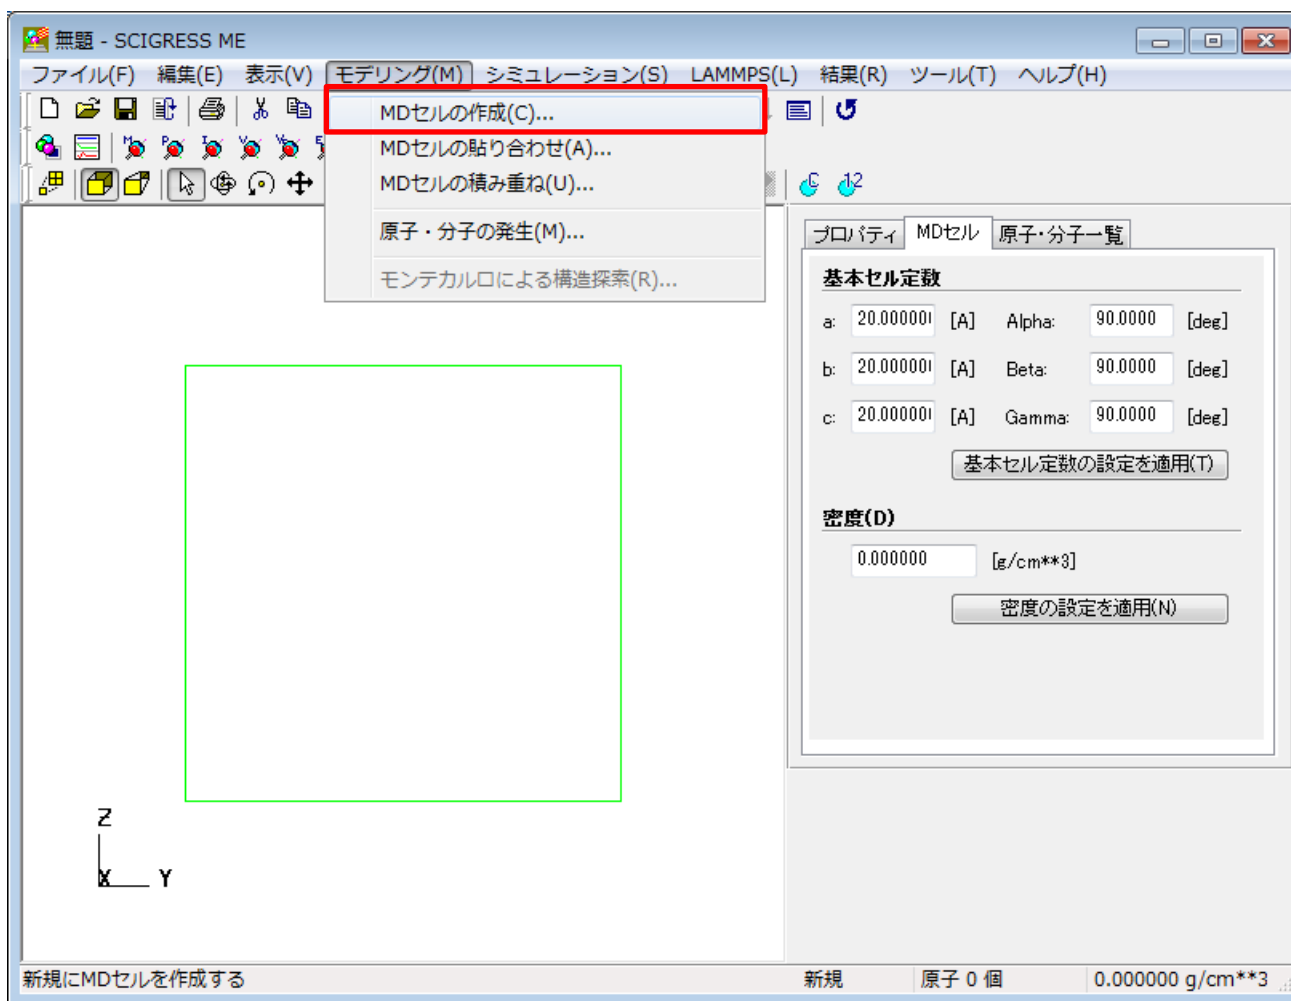 無題 - SCIGRESS ME
ファイル(F) 編集(E) 表示(V) モデリング(M) シミュレーション(S) LAMMPS(L) 結果(R) ツール(T) ヘルプ(H)
MDセルの作成(C)...
MDセルの貼り合わせ(A)...
MDセルの積み重ね(U)...
原子・分子の発生(M)...
モンテカルロによる構造探索(R)...
プロパティ MDセル 原子・分子一覧
基本セル定数
a: 20.000000 [A] Alpha: 90.0000 [deg]
b: 20.000000 [A] Beta: 90.0000 [deg]
c: 20.000000 [A] Gamma: 90.0000 [deg]
基本セル定数の設定を適用(T)
密度(D)
0.000000 [g/cm**3]
密度の設定を適用(N)
Z
X Y
新規にMDセルを作成する 新規 原子 0 個 0.000000 g/cm**3